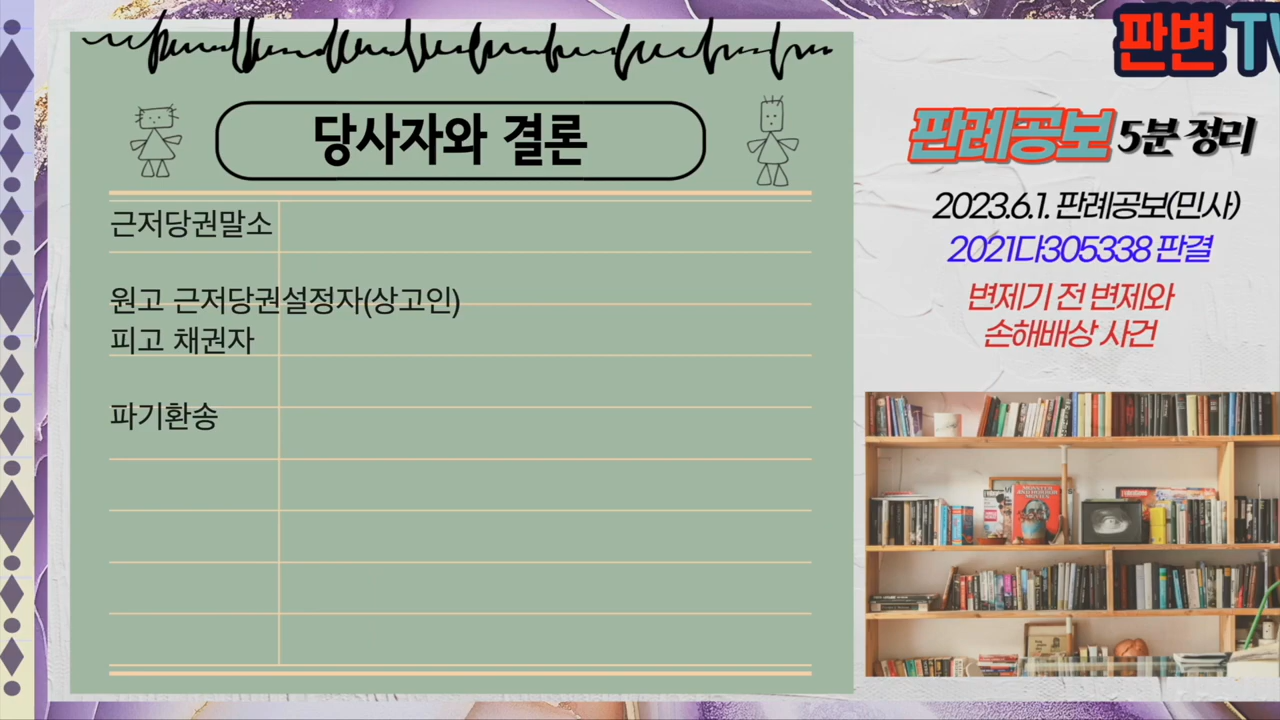 당사자와 결론
근저당권말소
원고 근저당권설정자(상고인)
피고 채권자
파기환송
판변 TV
판례공보 5분 정리
2023.6.1. 판례공보(민사)
2021다305338 판결
변제기 전 변제와
손해배상 사건